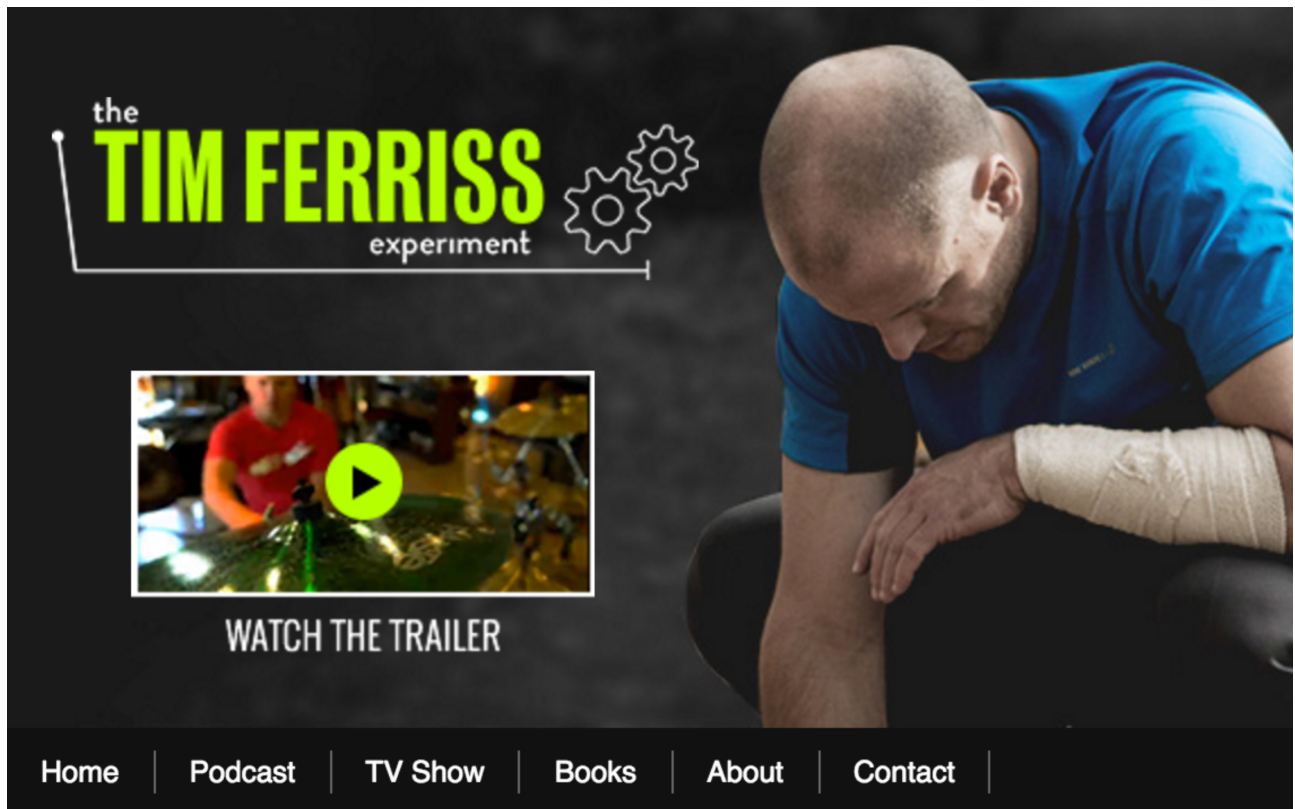 the
TIM FERRISS
experiment
WATCH THE TRAILER
Home
Podcast
TV Show
Books
About
Contact